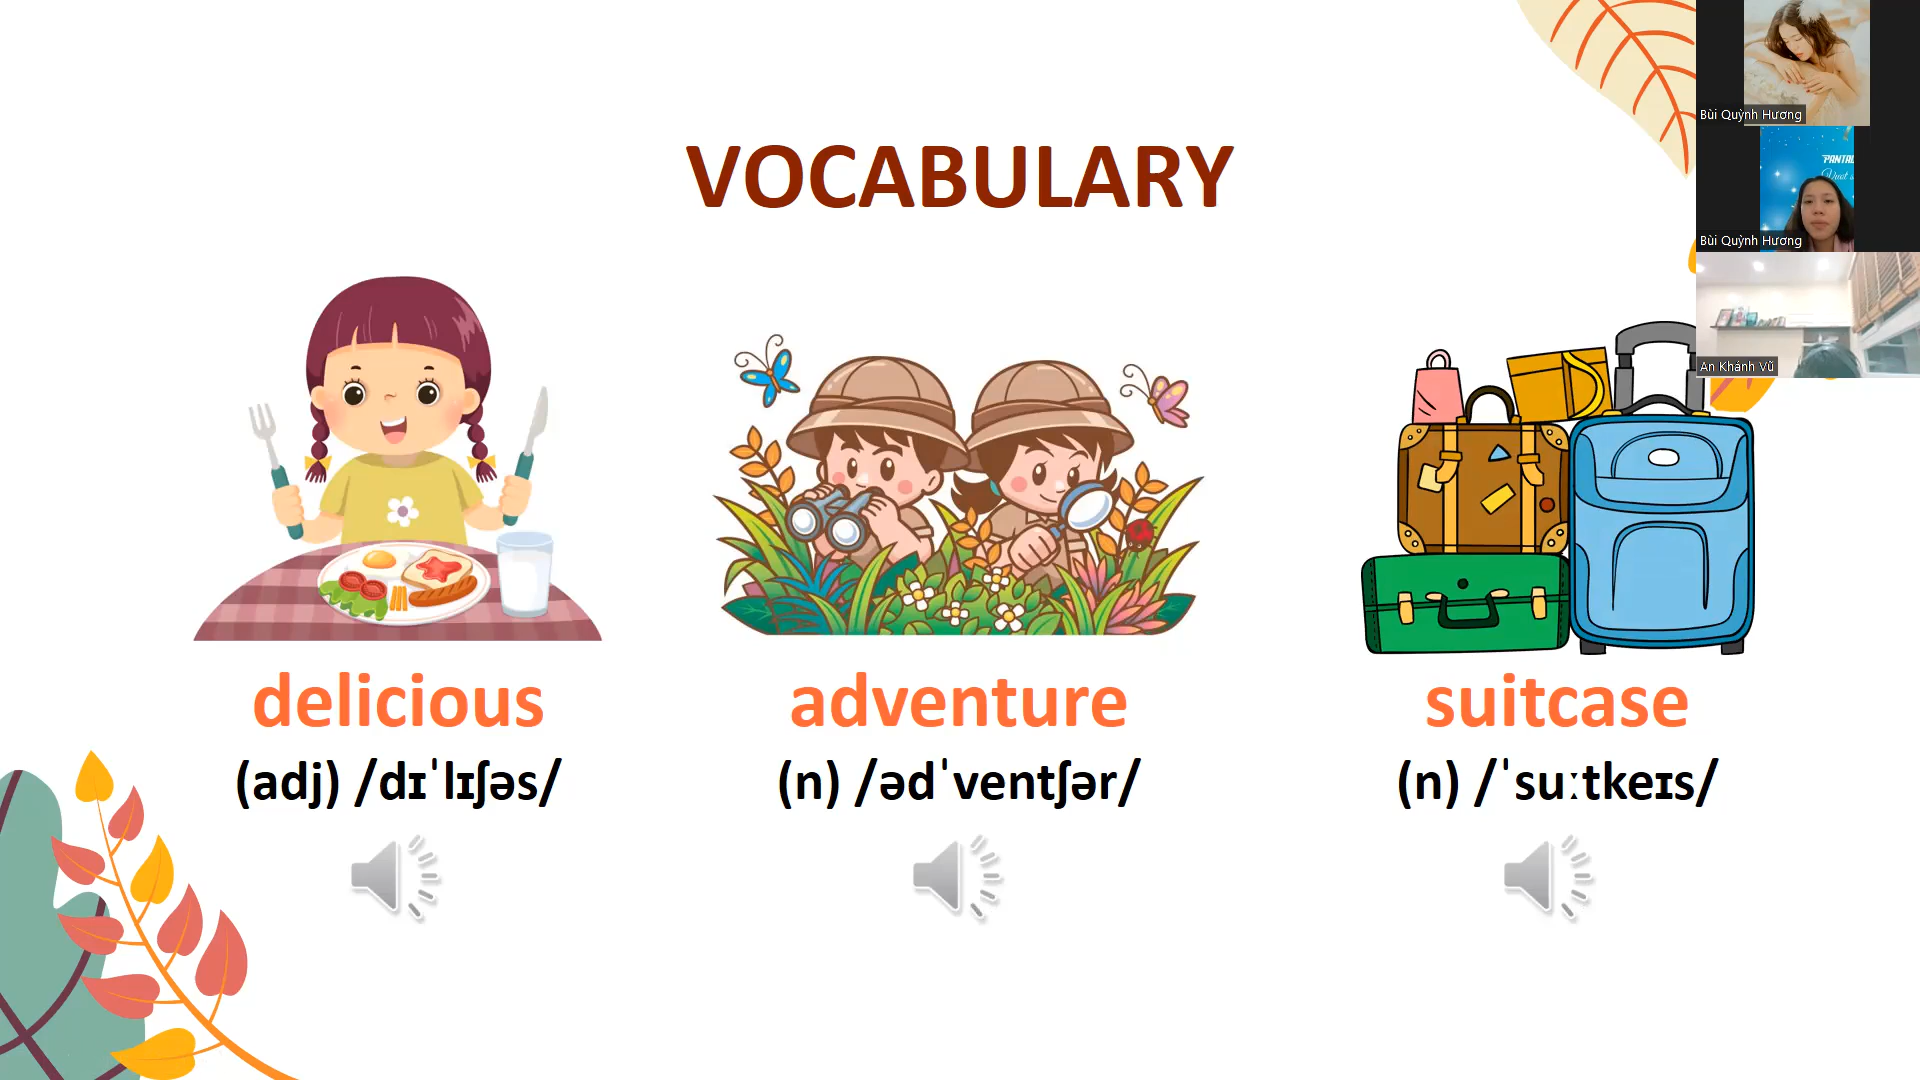 VOCABULARY
delicious
(adj) /dɪˈlɪʃəs/
adventure
(n) /ədˈventʃər/
suitcase
(n) /ˈsuːtkeɪs/
Bùi Quỳnh Hương
Bùi Quỳnh Hương
An Khánh Vũ